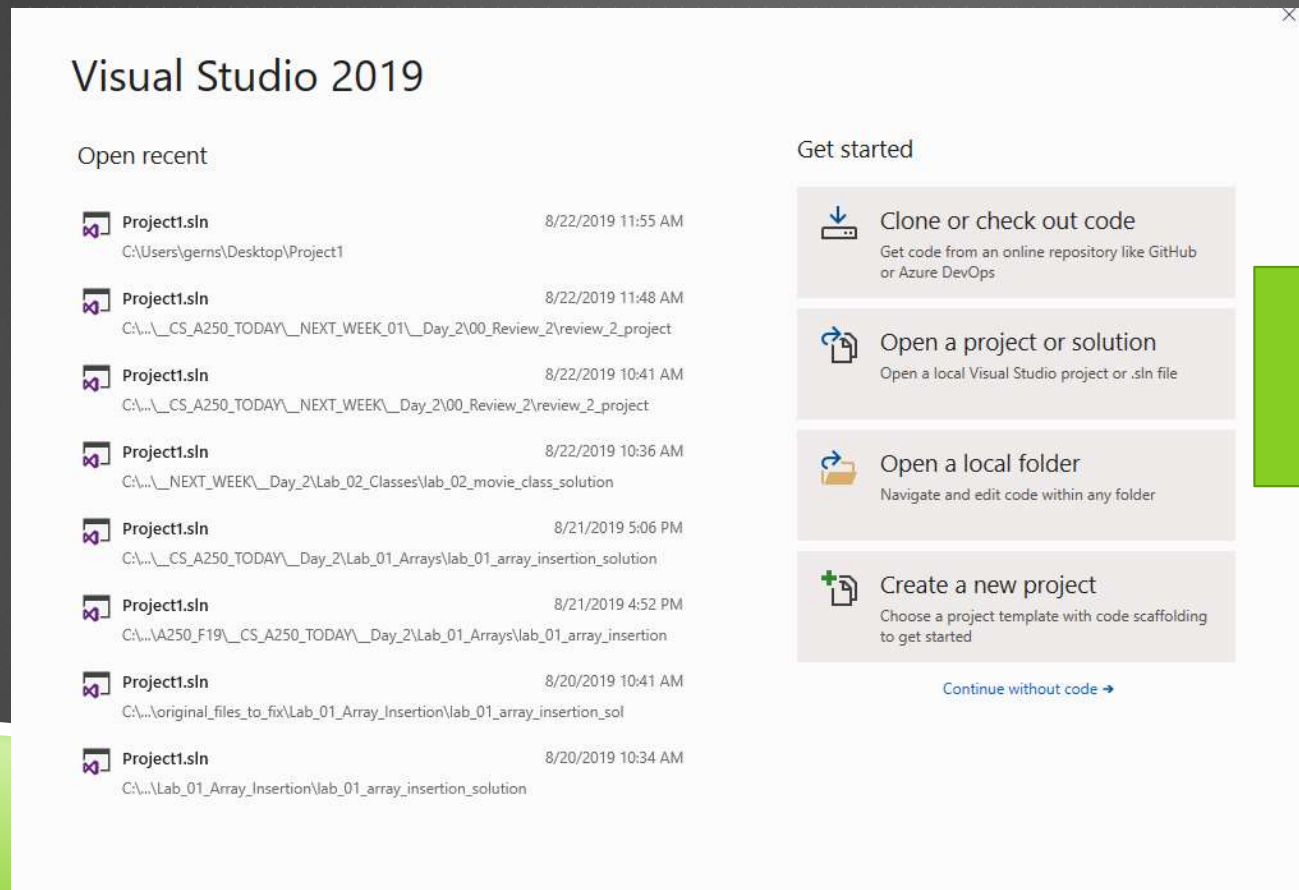 Visual Studio 2019
Open recent
Project1.sln 8/22/2019 11:55 AM
C:\Users\gerns\Desktop\Project1
Project1.sln 8/22/2019 11:48 AM
C:\...\__CS_A250_TODAY\__NEXT_WEEK_01\__Day_2\00_Review_2\review_2_project
Project1.sln 8/22/2019 10:41 AM
C:\...\__CS_A250_TODAY\__NEXT_WEEK\__Day_2\00_Review_2\review_2_project
Project1.sln 8/22/2019 10:36 AM
C:\...\__NEXT_WEEK\__Day_2\Lab_02_Classes\lab_02_movie_class_solution
Project1.sln 8/21/2019 5:06 PM
C:\...\__CS_A250_TODAY\__Day_2\Lab_01_Arrays\lab_01_array_insertion_solution
Project1.sln 8/21/2019 4:52 PM
C:\...\A250_F19\__CS_A250_TODAY\__Day_2\Lab_01_Arrays\lab_01_array_insertion
Project1.sln 8/20/2019 10:41 AM
C:\...\original_files_to_fix\Lab_01_Array_Insertion\lab_01_array_insertion_sol
Project1.sln 8/20/2019 10:34 AM
C:\...\Lab_01_Array_Insertion\lab_01_array_insertion_solution
Get started
Clone or check out code
Get code from an online repository like GitHub
or Azure DevOps
Open a project or solution
Open a local Visual Studio project or .sln file
Open a local folder
Navigate and edit code within any folder
Create a new project
Choose a project template with code scaffolding
to get started
Continue without code →